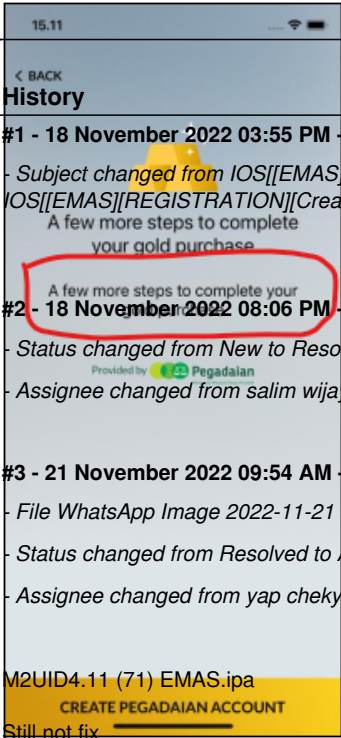 15.11
< BACK
History
#1 - 18 November 2022 03:55 PM -
- Subject changed from IOS[[EMAS]
IOS[[EMAS][REGISTRATION][Crea
A few more steps to complete
your gold purchase
A few more steps to complete your
gold purchase
#2 - 18 November 2022 08:06 PM -
- Status changed from New to Reso
Provided by Pegadaian
- Assignee changed from salim wija
#3 - 21 November 2022 09:54 AM -
- File WhatsApp Image 2022-11-21
- Status changed from Resolved to
- Assignee changed from yap cheky
M2UID4.11 (71) EMAS.ipa
CREATE PEGADAIAN ACCOUNT
Still not fix